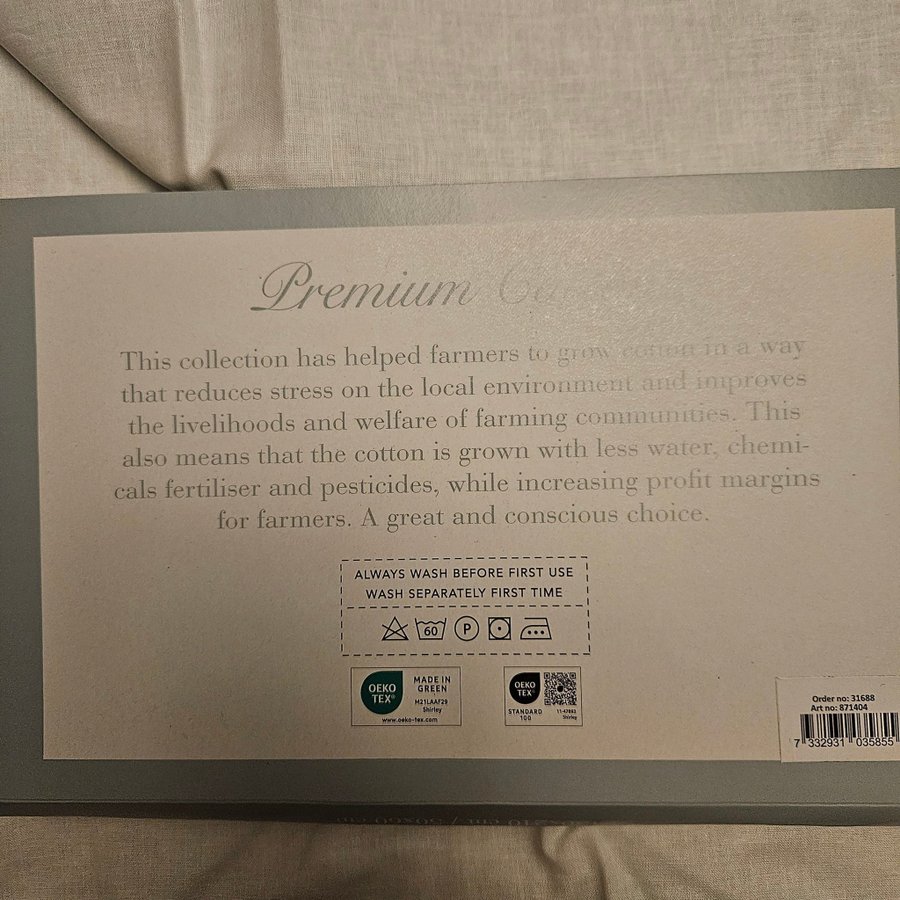 Premium
This collection has helped farmers to grow cotton in a way
that reduces stress on the local environment and improves
the livelihoods and welfare of farming communities. This
also means that the cotton is grown with less water, chemi-
cals fertiliser and pesticides, while increasing profit margins
for farmers. A great and conscious choice.
ALWAYS WASH BEFORE FIRST USE
WASH SEPARATELY FIRST TIME
60 P
OEKO
TEX®
MADE IN
GREEN
M21LAAF29
Shirley
www.oeko-tex.com
OEKO
TEX®
STANDARD
100
11-47882
Shirley
Order no: 31688
Art no: 871404
7 332931 035855